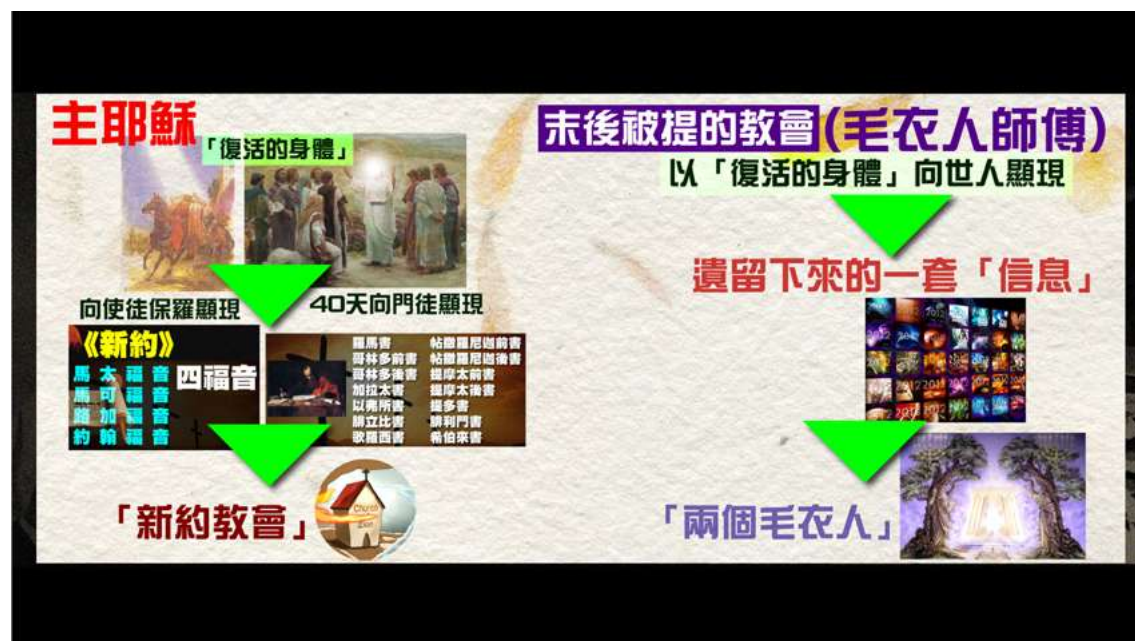 主耶穌
「復活的身體」
向使徒保羅顯現
40天向門徒顯現
《新約》
四福音
馬太福音
馬可福音
路加福音
約翰福音
羅馬書
哥林多前書
哥林多後書
加拉太書
以弗所書
腓立比書
歌羅西書
帖撒羅尼迦前書
帖撒羅尼迦後書
提摩太前書
提摩太後書
提多書
腓利門書
希伯來書
「新約教會」
Church
末後被提的教會(毛衣人師傅)
以「復活的身體」向世人顯現
遺留下來的一套「信息」
2012
「兩個毛衣人」